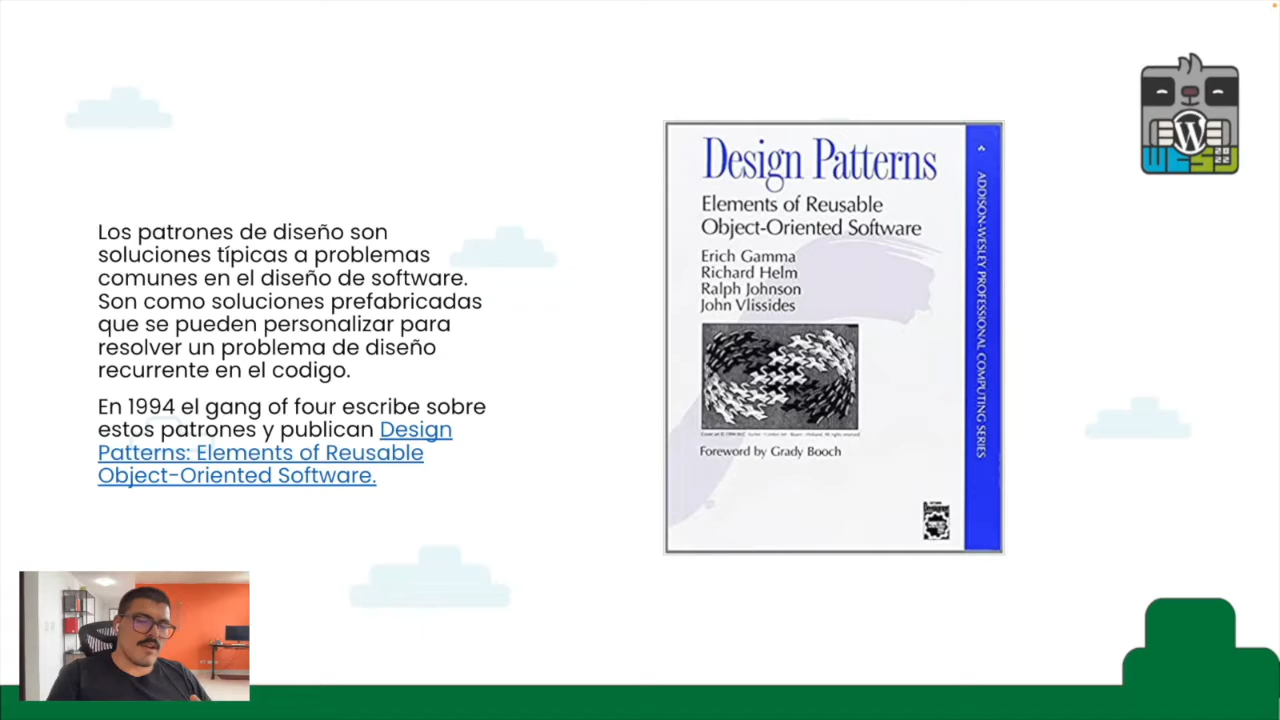 Los patrones de diseño son
soluciones típicas a problemas
comunes en el diseño de software.
Son como soluciones prefabricadas
que se pueden personalizar para
resolver un problema de diseño
recurrente en el codigo.
En 1994 el gang of four escribe sobre
estos patrones y publican Design
Patterns: Elements of Reusable
Object-Oriented Software.
Design Patterns
Elements of Reusable
Object-Oriented Software
Erich Gamma
Richard Helm
Ralph Johnson
John Vlissides
Foreword by Grady Booch
ADDISON-WESLEY PROFESSIONAL COMPUTING SERIES
W